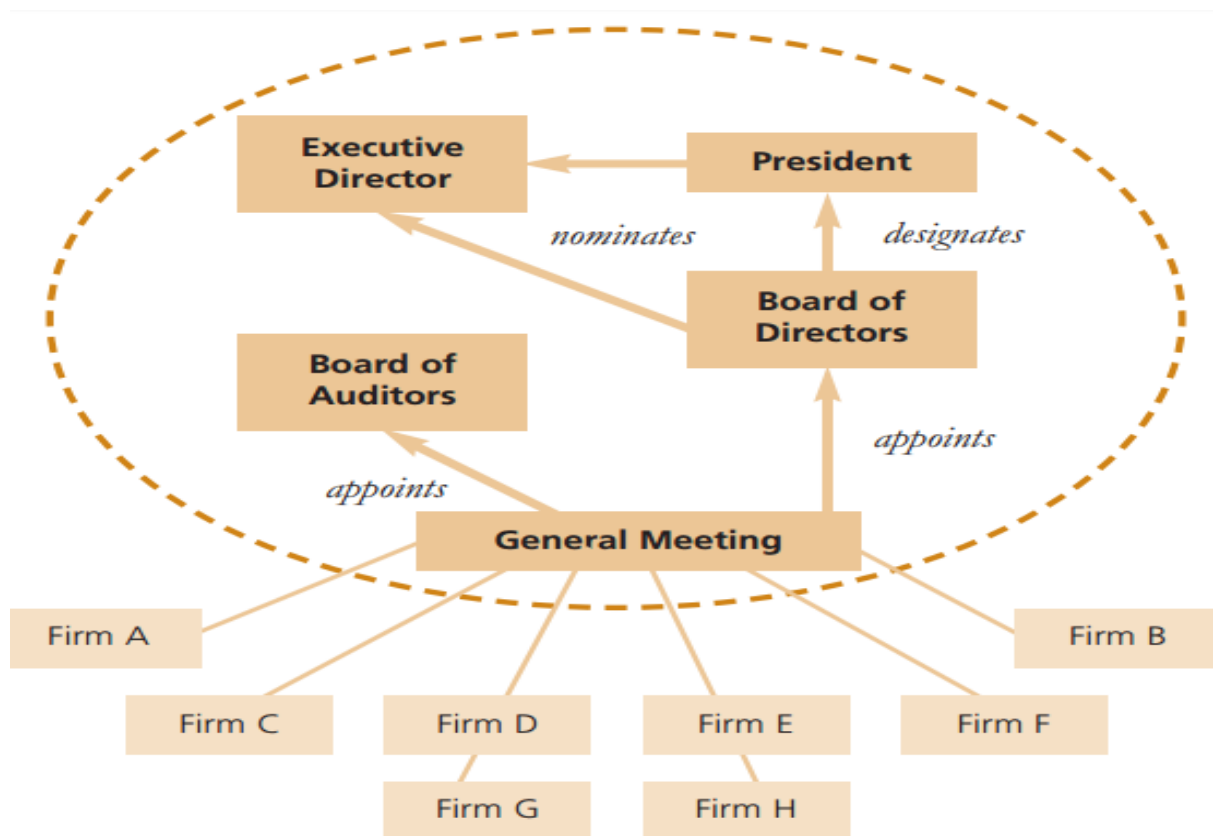 Executive
Director
President
nominates
designates
Board of
Directors
Board of
Auditors
appoints
appoints
General Meeting
Firm A
Firm B
Firm C
Firm D
Firm E
Firm F
Firm G
Firm H